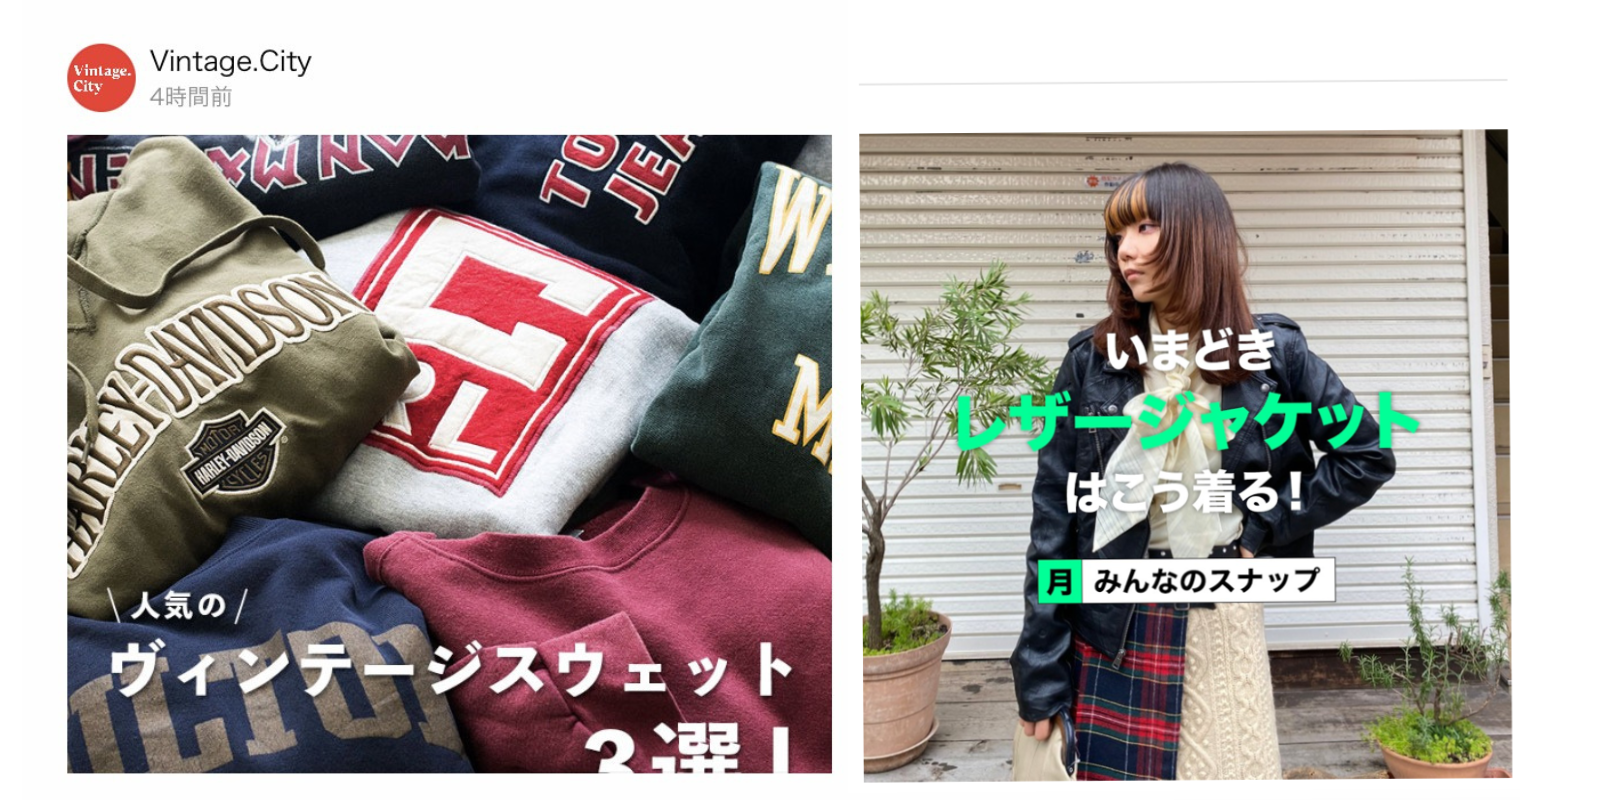 Vintage.
City
Vintage.City
4時間前
TO
JEA
HARLEY-DAVIDSON
MOTOR
HARLEY-DAVIDSON
CYCLES
W
M
\ 人気の /
ヴィンテージスウェット
3選!
いまどき
レザージャケット
はこう着る!
月 みんなのスナップ